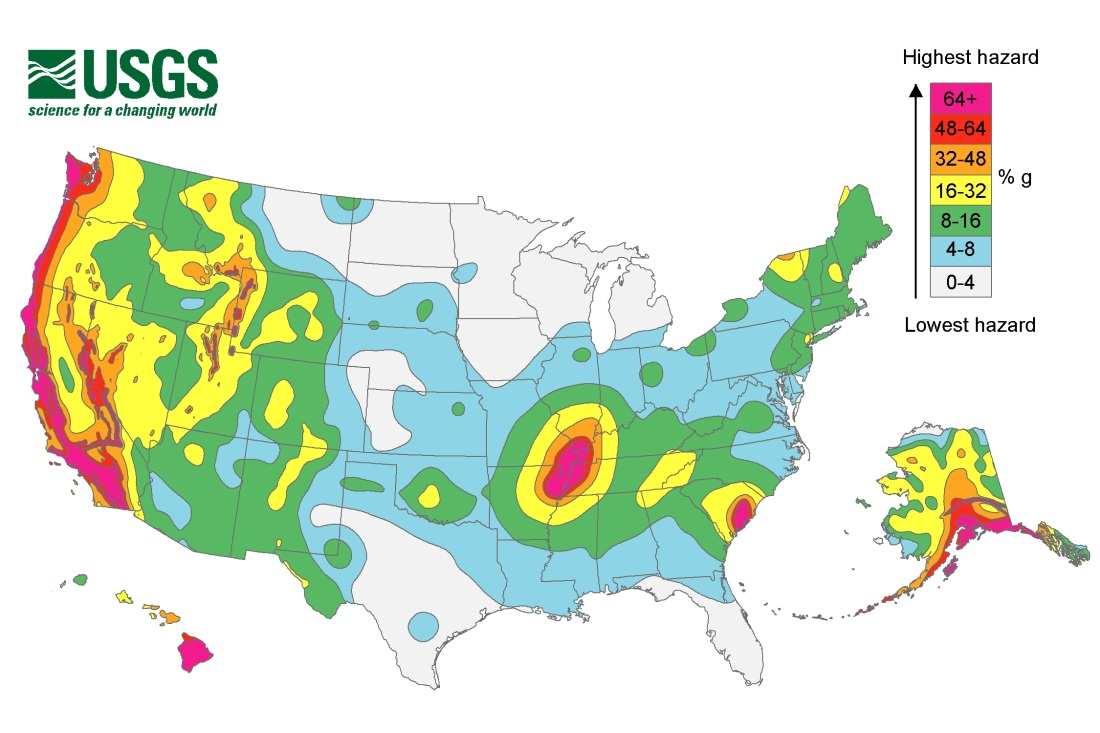 USGS
science for a changing world
Highest hazard
64+
48-64
32-48
% g
16-32
8-16
4-8
0-4
Lowest hazard